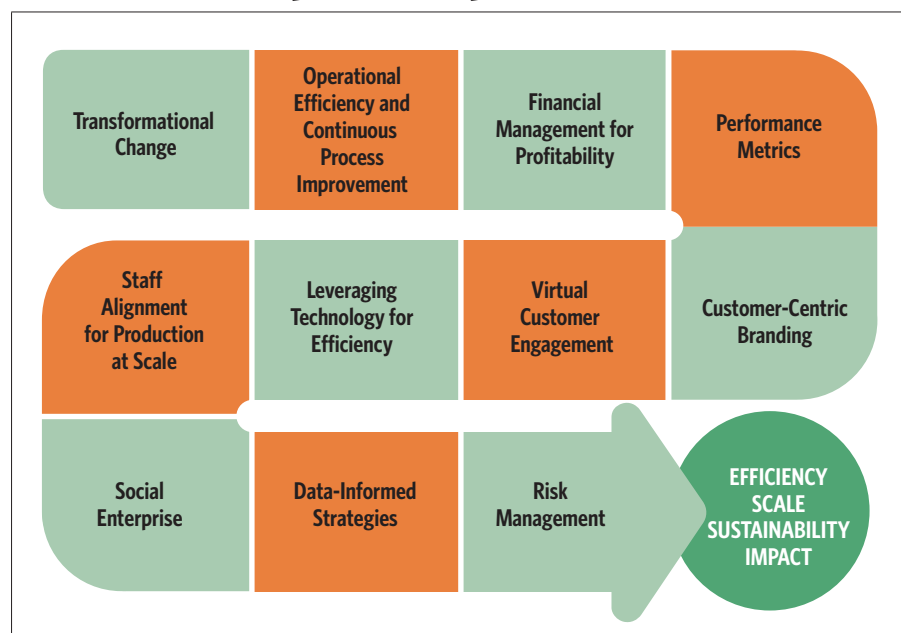 Transformational
Change
Operational
Efficiency and
Continuous
Process
Improvement
Financial
Management for
Profitability
Performance
Metrics
Customer-Centric
Branding
Virtual
Customer
Engagement
Leveraging
Technology for
Efficiency
Staff
Alignment
for Production
at Scale
Social
Enterprise
Data-Informed
Strategies
Risk
Management
EFFICIENCY
SCALE
SUSTAINABILITY
IMPACT